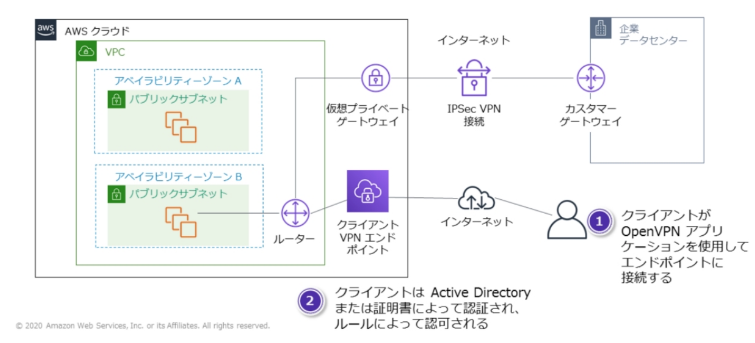 aws
AWS クラウド
VPC
アベイラビリティーゾーン A
パブリックサブネット
アベイラビリティーゾーン B
パブリックサブネット
ルーター
仮想プライベート
ゲートウェイ
クライアント
VPN エンド
ポイント
インターネット
IPSec VPN
接続
インターネット
企業
データセンター
カスタマー
ゲートウェイ
1
クライアントが
OpenVPN アプリ
ケーションを使用して
エンドポイントに
接続する
2
クライアントは Active Directory
または証明書によって認証され、
ルールによって認可される
© 2020 Amazon Web Services, Inc. or its Affiliates. All rights reserved.